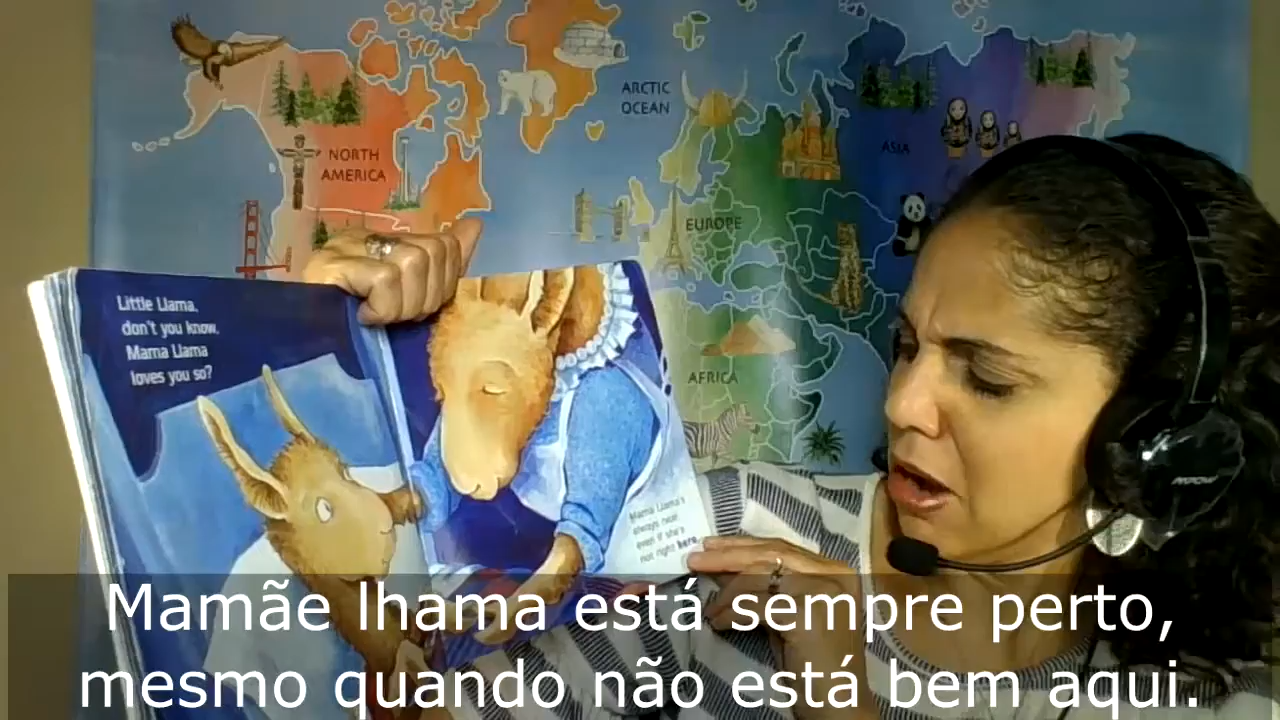 ARCTIC
OCEAN
NORTH
AMERICA
ASIA
EUROPE
AFRICA
Little Llama,
don't you know,
Mama Llama
loves you so?
Mama Llama's
always near
even if she's
not right here.
Mamãe lhama está sempre perto,
mesmo quando não está bem aqui.